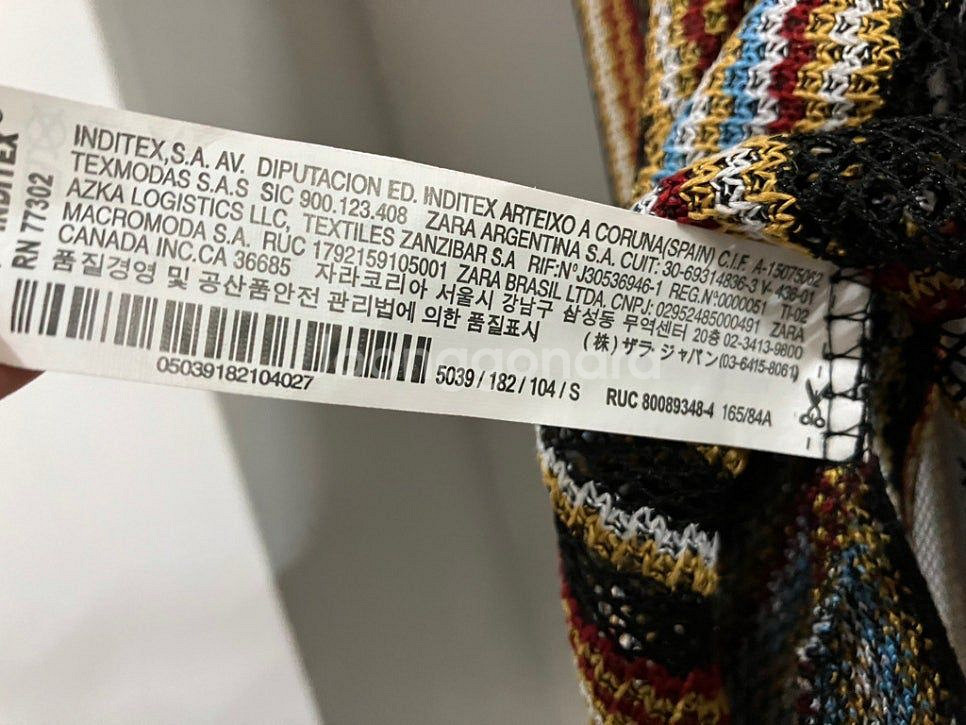 INDITEX
RN 77302
INDITEX,S.A. AV. DIPUTACION ED. INDITEX ARTEIXO A CORUNA(SPAIN) C.I.F. A-15075062
TEXMODAS S.A.S SIC 900.123.408 ZARA ARGENTINA S.A. CUIT: 30-69314836-3 V- 436-01
AZKA LOGISTICS LLC, TEXTILES ZANZIBAR S.A RIF:N°J30536946-1 REG.N°:0000051 TI-02
MACROMODA S.A. RUC 1792159105001 ZARA BRASIL LTDA. CNPJ: 02952485000491 ZARA
CANADA INC.CA 36685 자라코리아 서울시 강남구 삼성동 무역센터 20층 02-3413-9800
품질경영 및 공산품안전 관리법에 의한 품질표시 (株) ザラ ジャパン (03-6415-8061)
05039182104027
5039 / 182 / 104 / S RUC 80089348-4 165/84A
joonggonara